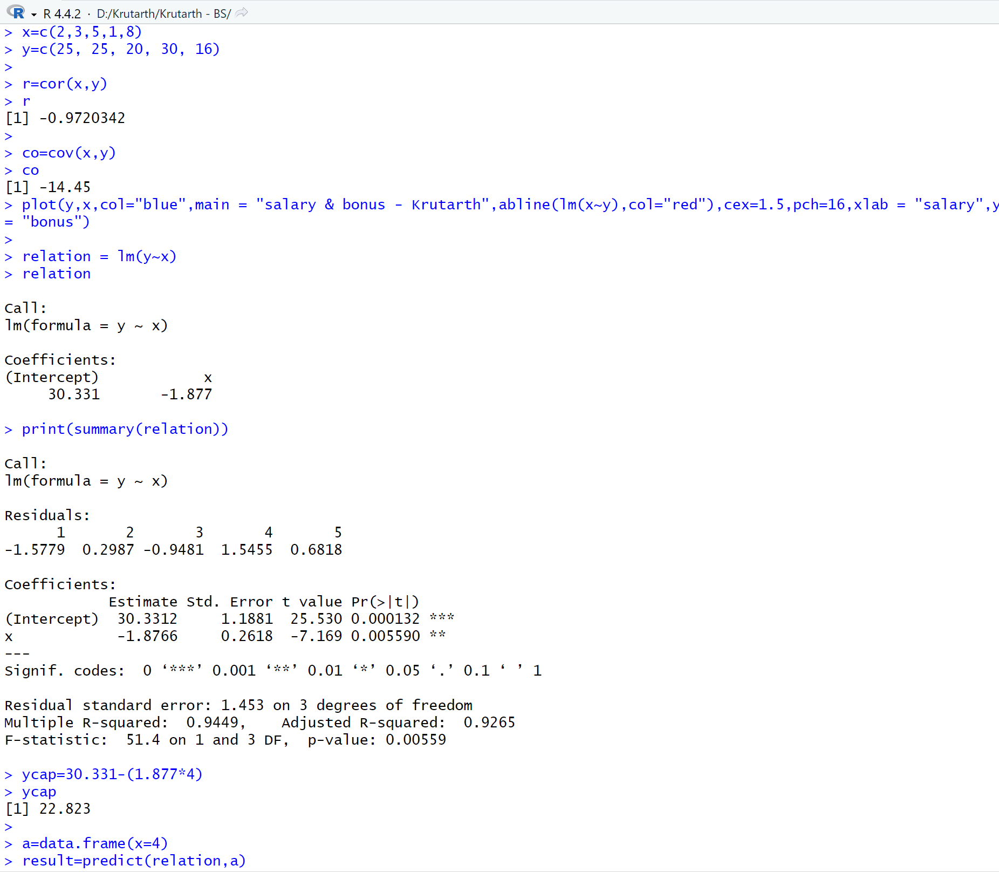 R R 4.4.2 · D:/Krutarth/Krutarth - BS/
> x=c(2,3,5,1,8)
> y=c(25, 25, 20, 30, 16)
>
> r=cor(x,y)
> r
[1] -0.9720342
>
> co=cov(x,y)
> co
[1] -14.45
> plot(y,x,col="blue",main = "salary & bonus - Krutarth",abline(lm(x~y),col="red"),cex=1.5,pch=16,xlab = "salary",y
= "bonus")
>
> relation = lm(y~x)
> relation
Call:
lm(formula = y ~ x)
Coefficients:
(Intercept)            x
     30.331       -1.877
> print(summary(relation))
Call:
lm(formula = y ~ x)
Residuals:
      1       2       3       4       5
-1.5779  0.2987 -0.9481  1.5455  0.6818
Coefficients:
            Estimate Std. Error t value Pr(>|t|)
(Intercept)  30.3312     1.1881  25.530 0.000132 ***
x            -1.8766     0.2618  -7.169 0.005590 **
---
Signif. codes:  0 ‘***’ 0.001 ‘**’ 0.01 ‘*’ 0.05 ‘.’ 0.1 ‘ ’ 1
Residual standard error: 1.453 on 3 degrees of freedom
Multiple R-squared:  0.9449,    Adjusted R-squared:  0.9265
F-statistic:  51.4 on 1 and 3 DF,  p-value: 0.00559
> ycap=30.331-(1.877*4)
> ycap
[1] 22.823
>
> a=data.frame(x=4)
> result=predict(relation,a)